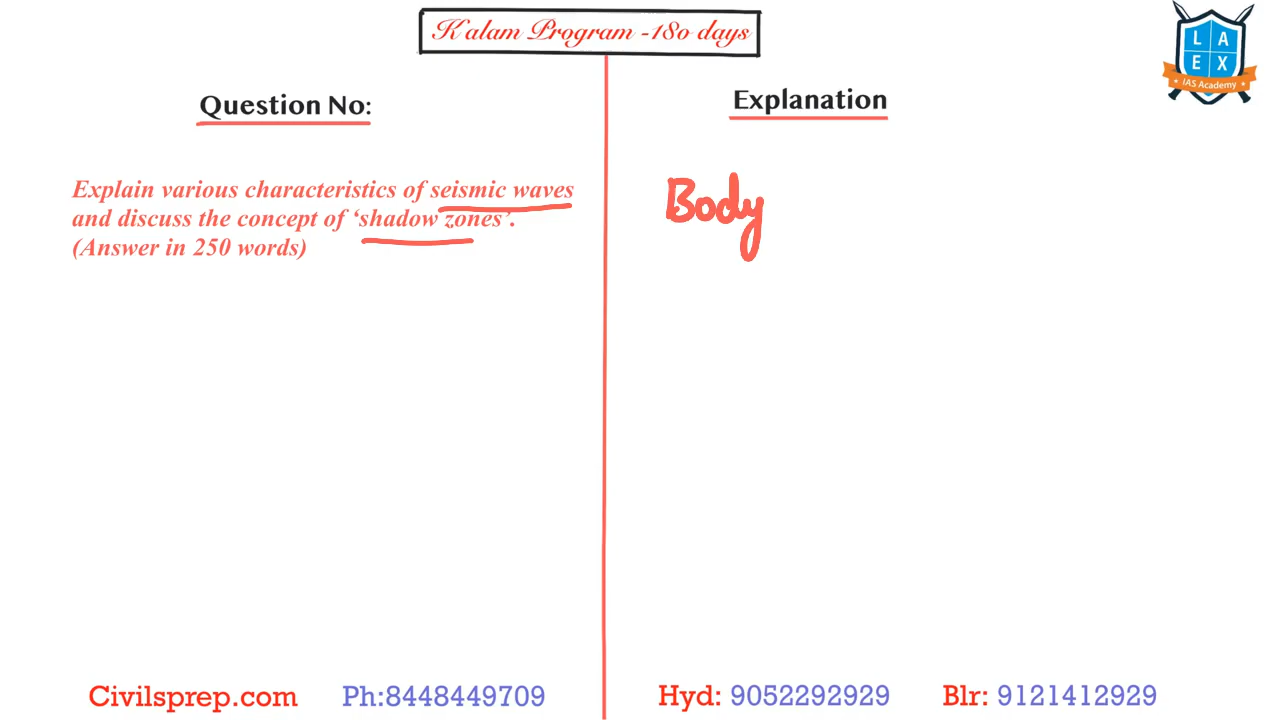 Kalam Program -180 days
L A
E X
IAS Academy
Question No:
Explanation
Explain various characteristics of seismic waves
and discuss the concept of ‘shadow zones’.
(Answer in 250 words)
Body
Civilsprep.com Ph:8448449709 Hyd: 9052292929 Blr: 9121412929